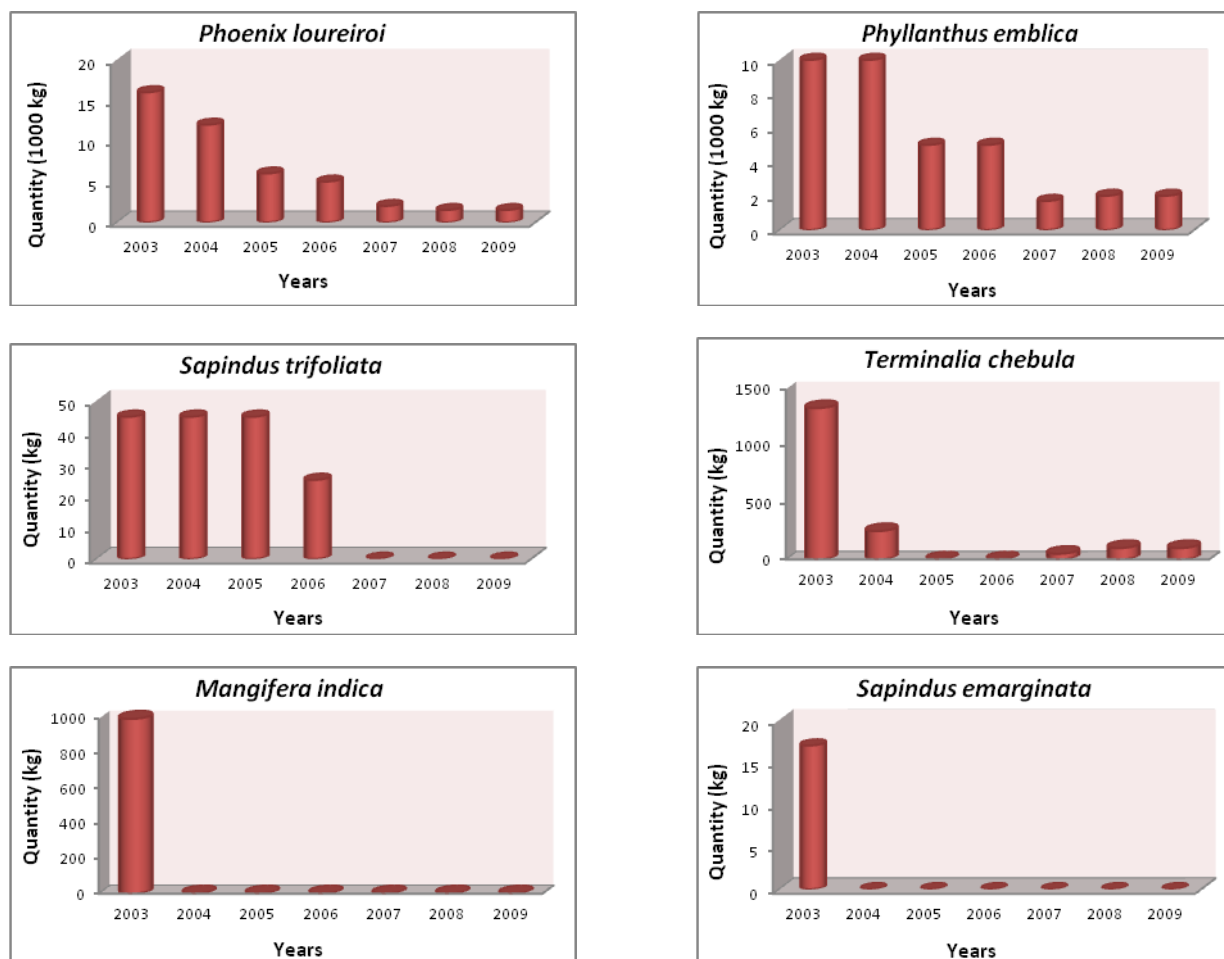 Phoenix loureiroi
Quantity (1000 kg)
20
15
10
5
0
2003 2004 2005 2006 2007 2008 2009
Years
Phyllanthus emblica
Quantity (1000 kg)
10
8
6
4
2
0
2003 2004 2005 2006 2007 2008 2009
Years
Sapindus trifoliata
Quantity (kg)
50
40
30
20
10
0
2003 2004 2005 2006 2007 2008 2009
Years
Terminalia chebula
Quantity (kg)
1500
1000
500
0
2003 2004 2005 2006 2007 2008 2009
Years
Mangifera indica
Quantity (kg)
1000
800
600
400
200
0
2003 2004 2005 2006 2007 2008 2009
Years
Sapindus emarginata
Quantity (kg)
20
15
10
5
0
2003 2004 2005 2006 2007 2008 2009
Years